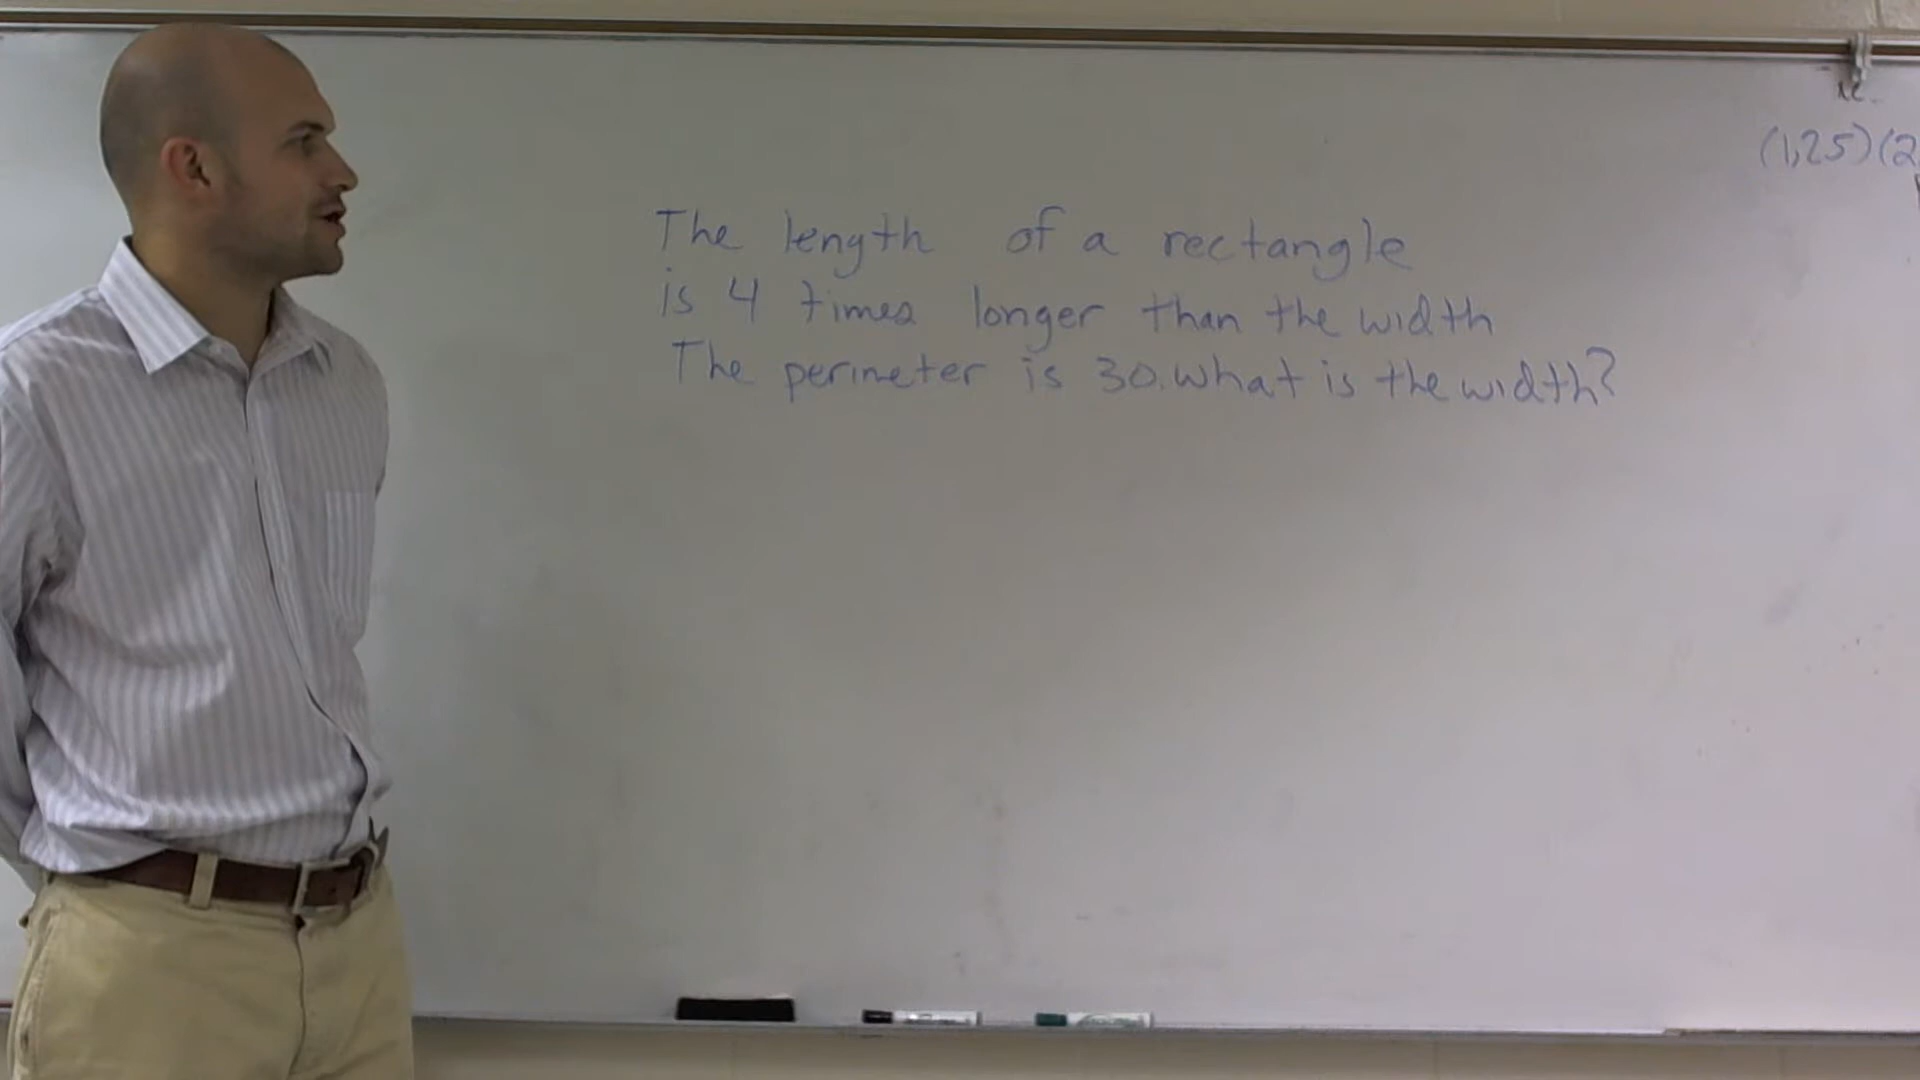 (1,25)(2
The length of a rectangle
is 4 times longer than the width
The perimeter is 30. what is the width?